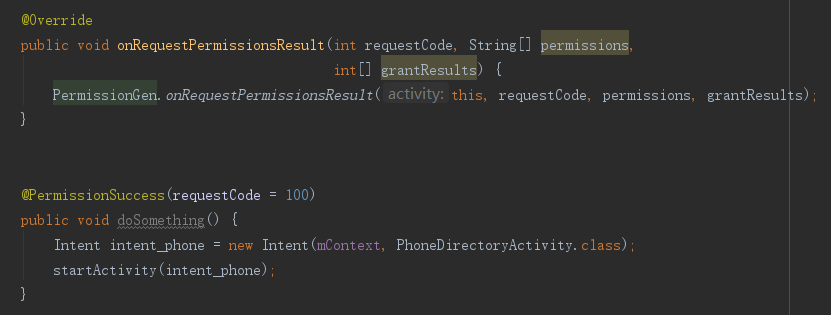 @Override
public void onRequestPermissionsResult(int requestCode, String[] permissions,
int[] grantResults) {
PermissionGen.onRequestPermissionsResult( activity: this, requestCode, permissions, grantResults);
}
@PermissionSuccess(requestCode = 100)
public void doSomething() {
Intent intent_phone = new Intent(mContext, PhoneDirectoryActivity.class);
startActivity(intent_phone);
}